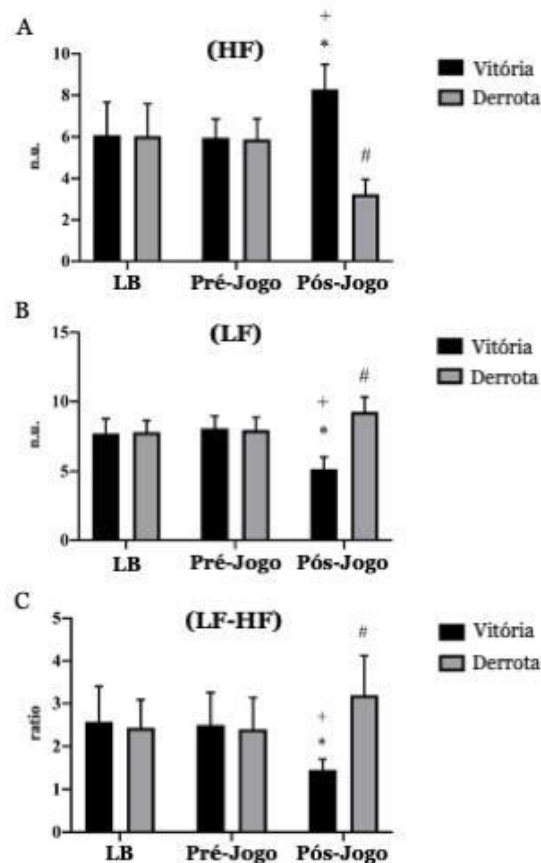 A
(HF)
+
*
#
10
8
6
4
2
0
n.u.
LB
Pré-Jogo
Pós-Jogo
Vitória
Derrota
B
(LF)
+
*
#
15
10
5
0
n.u.
LB
Pré-Jogo
Pós-Jogo
Vitória
Derrota
C
(LF-HF)
+
*
#
5
4
3
2
1
0
ratio
LB
Pré-Jogo
Pós-Jogo
Vitória
Derrota